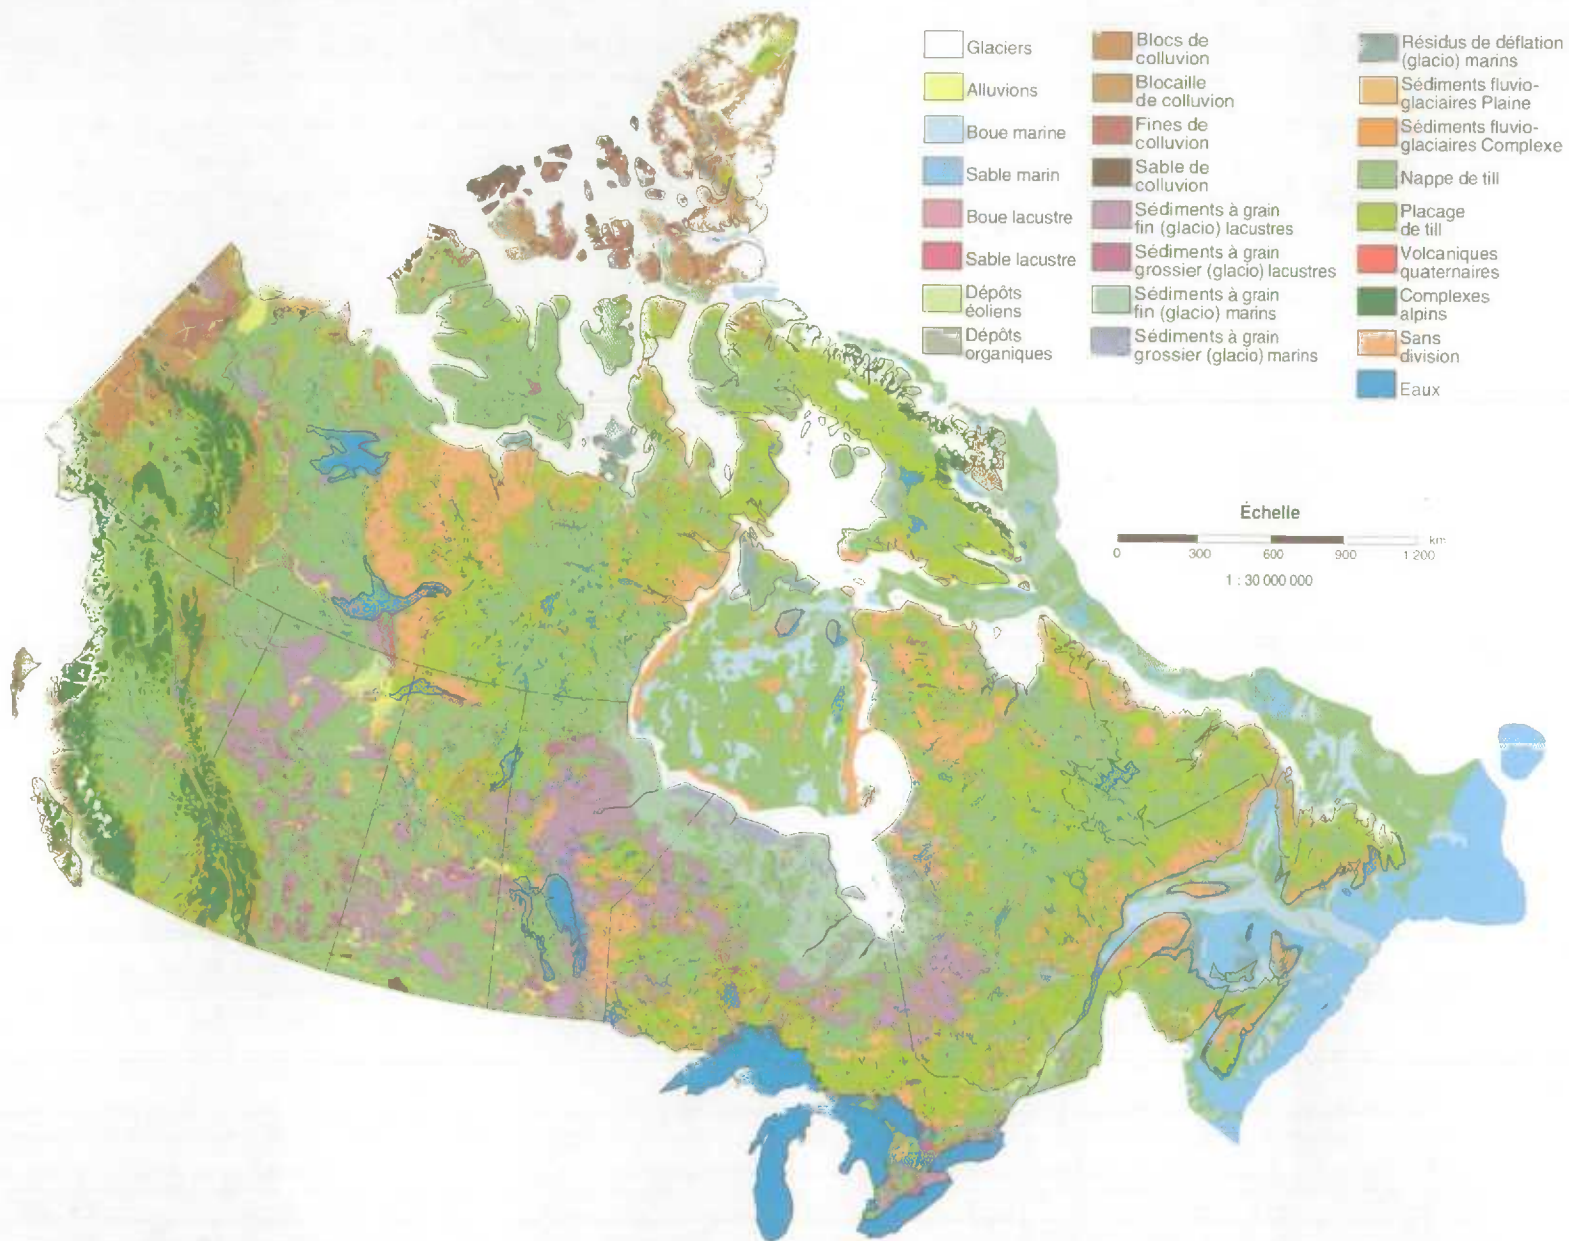 Glaciers
Alluvions
Boue marine
Sable marin
Boue lacustre
Sable lacustre
Dépôts
éoliens
Dépôts
organiques
Blocs de
colluvion
Blocaille
de colluvion
Fines de
colluvion
Sable de
colluvion
Sédiments à grain
fin (glacio) lacustres
Sédiments à grain
grossier (glacio) lacustres
Sédiments à grain
fin (glacio) marins
Sédiments à grain
grossier (glacio) marins
Résidus de déflation
(glacio) marins
Sédiments fluvio-
glaciaires Plaine
Sédiments fluvio-
glaciaires Complexe
Nappe de till
Placage
de till
Volcaniques
quaternaires
Complexes
alpins
Sans
division
Eaux
Échelle
km
0 300 600 900 1 200
1 : 30 000 000